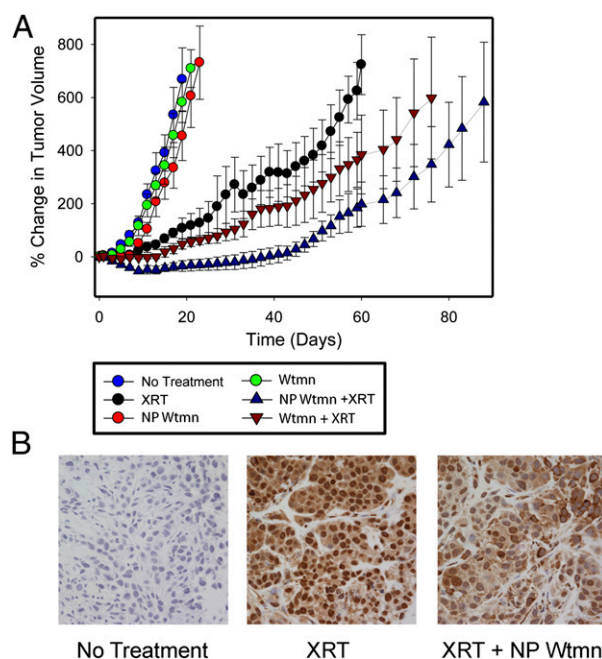 A
% Change in Tumor Volume
800
600
400
200
0
0 20 40 60 80
Time (Days)
No Treatment Wtmn
XRT NP Wtmn +XRT
NP Wtmn Wtmn + XRT
B
No Treatment XRT XRT + NP Wtmn